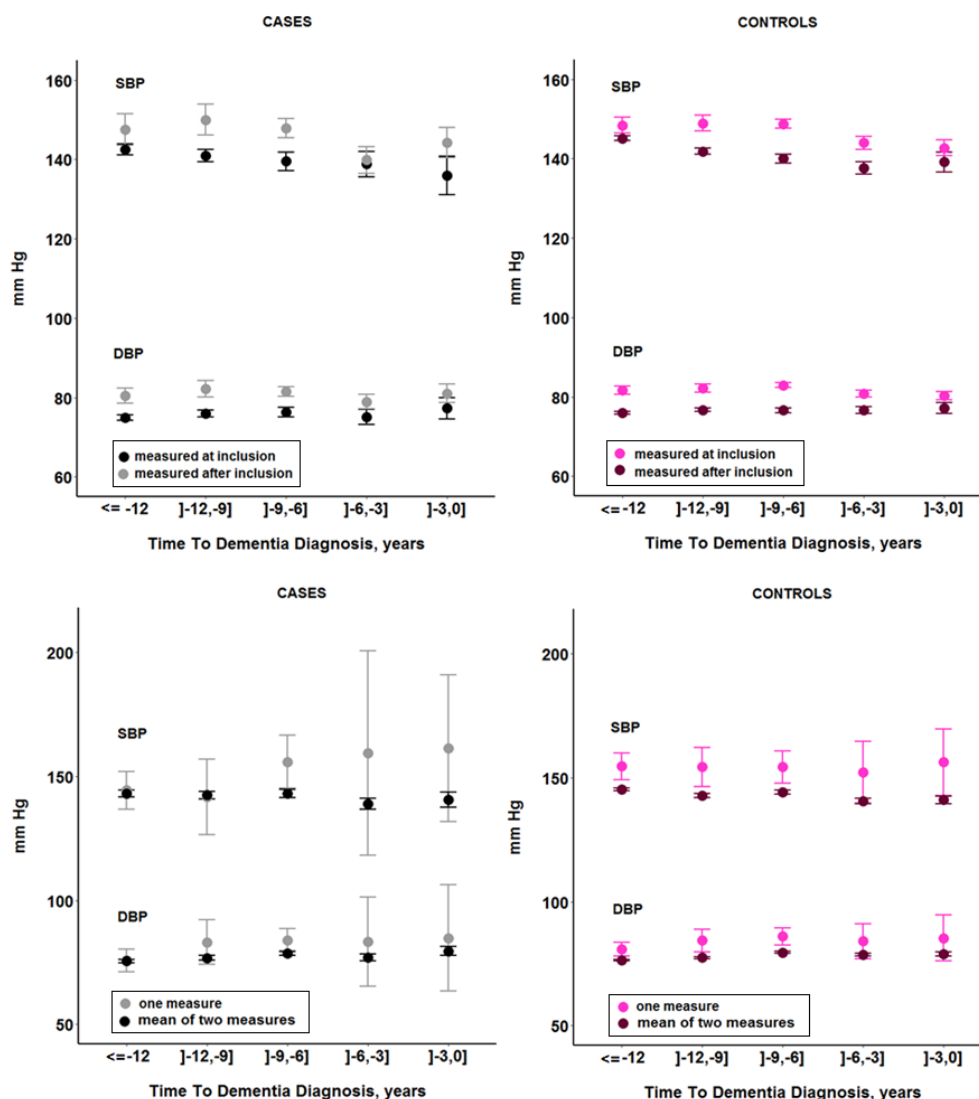 CASES
SBP
DBP
mm Hg
160
140
120
100
80
60
measured at inclusion
measured after inclusion
<= -12
]-12,-9]
]-9,-6]
]-6,-3]
]-3,0]
Time To Dementia Diagnosis, years
CONTROLS
SBP
DBP
mm Hg
160
140
120
100
80
60
measured at inclusion
measured after inclusion
<= -12
]-12,-9]
]-9,-6]
]-6,-3]
]-3,0]
Time To Dementia Diagnosis, years
CASES
SBP
DBP
mm Hg
200
150
100
50
one measure
mean of two measures
<= -12
]-12,-9]
]-9,-6]
]-6,-3]
]-3,0]
Time To Dementia Diagnosis, years
CONTROLS
SBP
DBP
mm Hg
200
150
100
50
one measure
mean of two measures
<= -12
]-12,-9]
]-9,-6]
]-6,-3]
]-3,0]
Time To Dementia Diagnosis, years